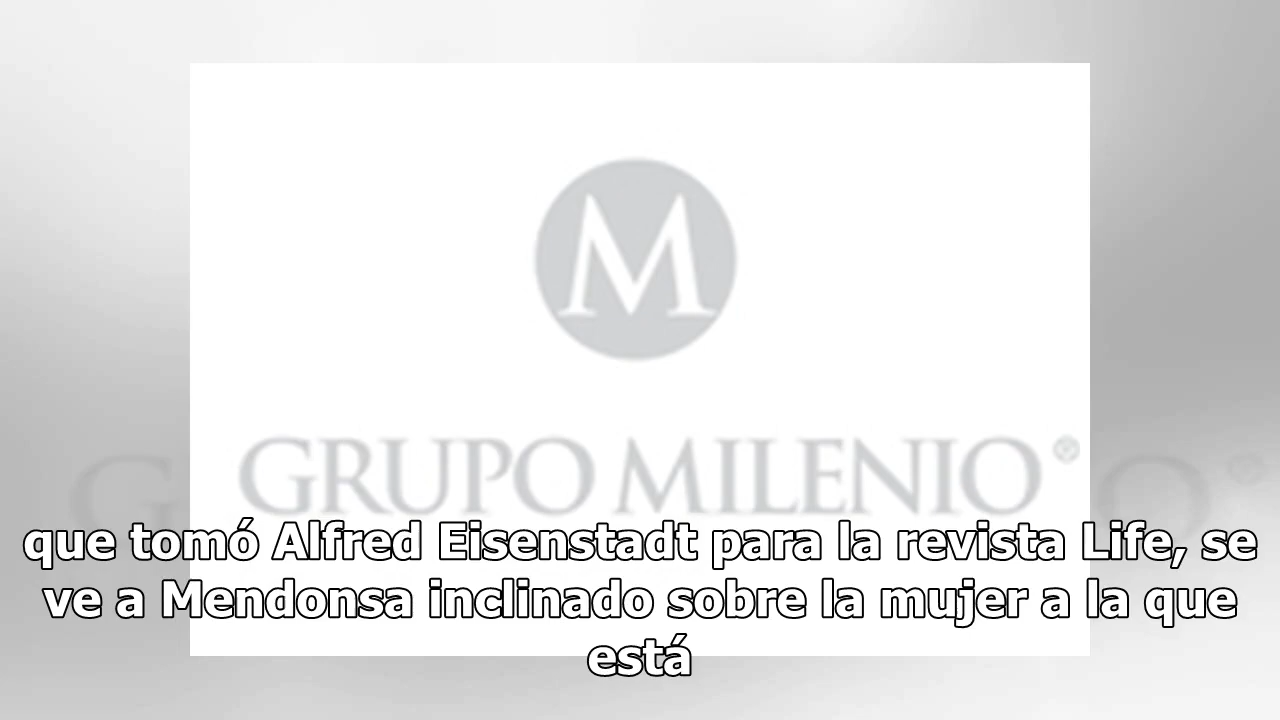 M
GRUPO MILENIO®
que tomó Alfred Eisenstadt para la revista Life, se
ve a Mendonsa inclinado sobre la mujer a la que
está